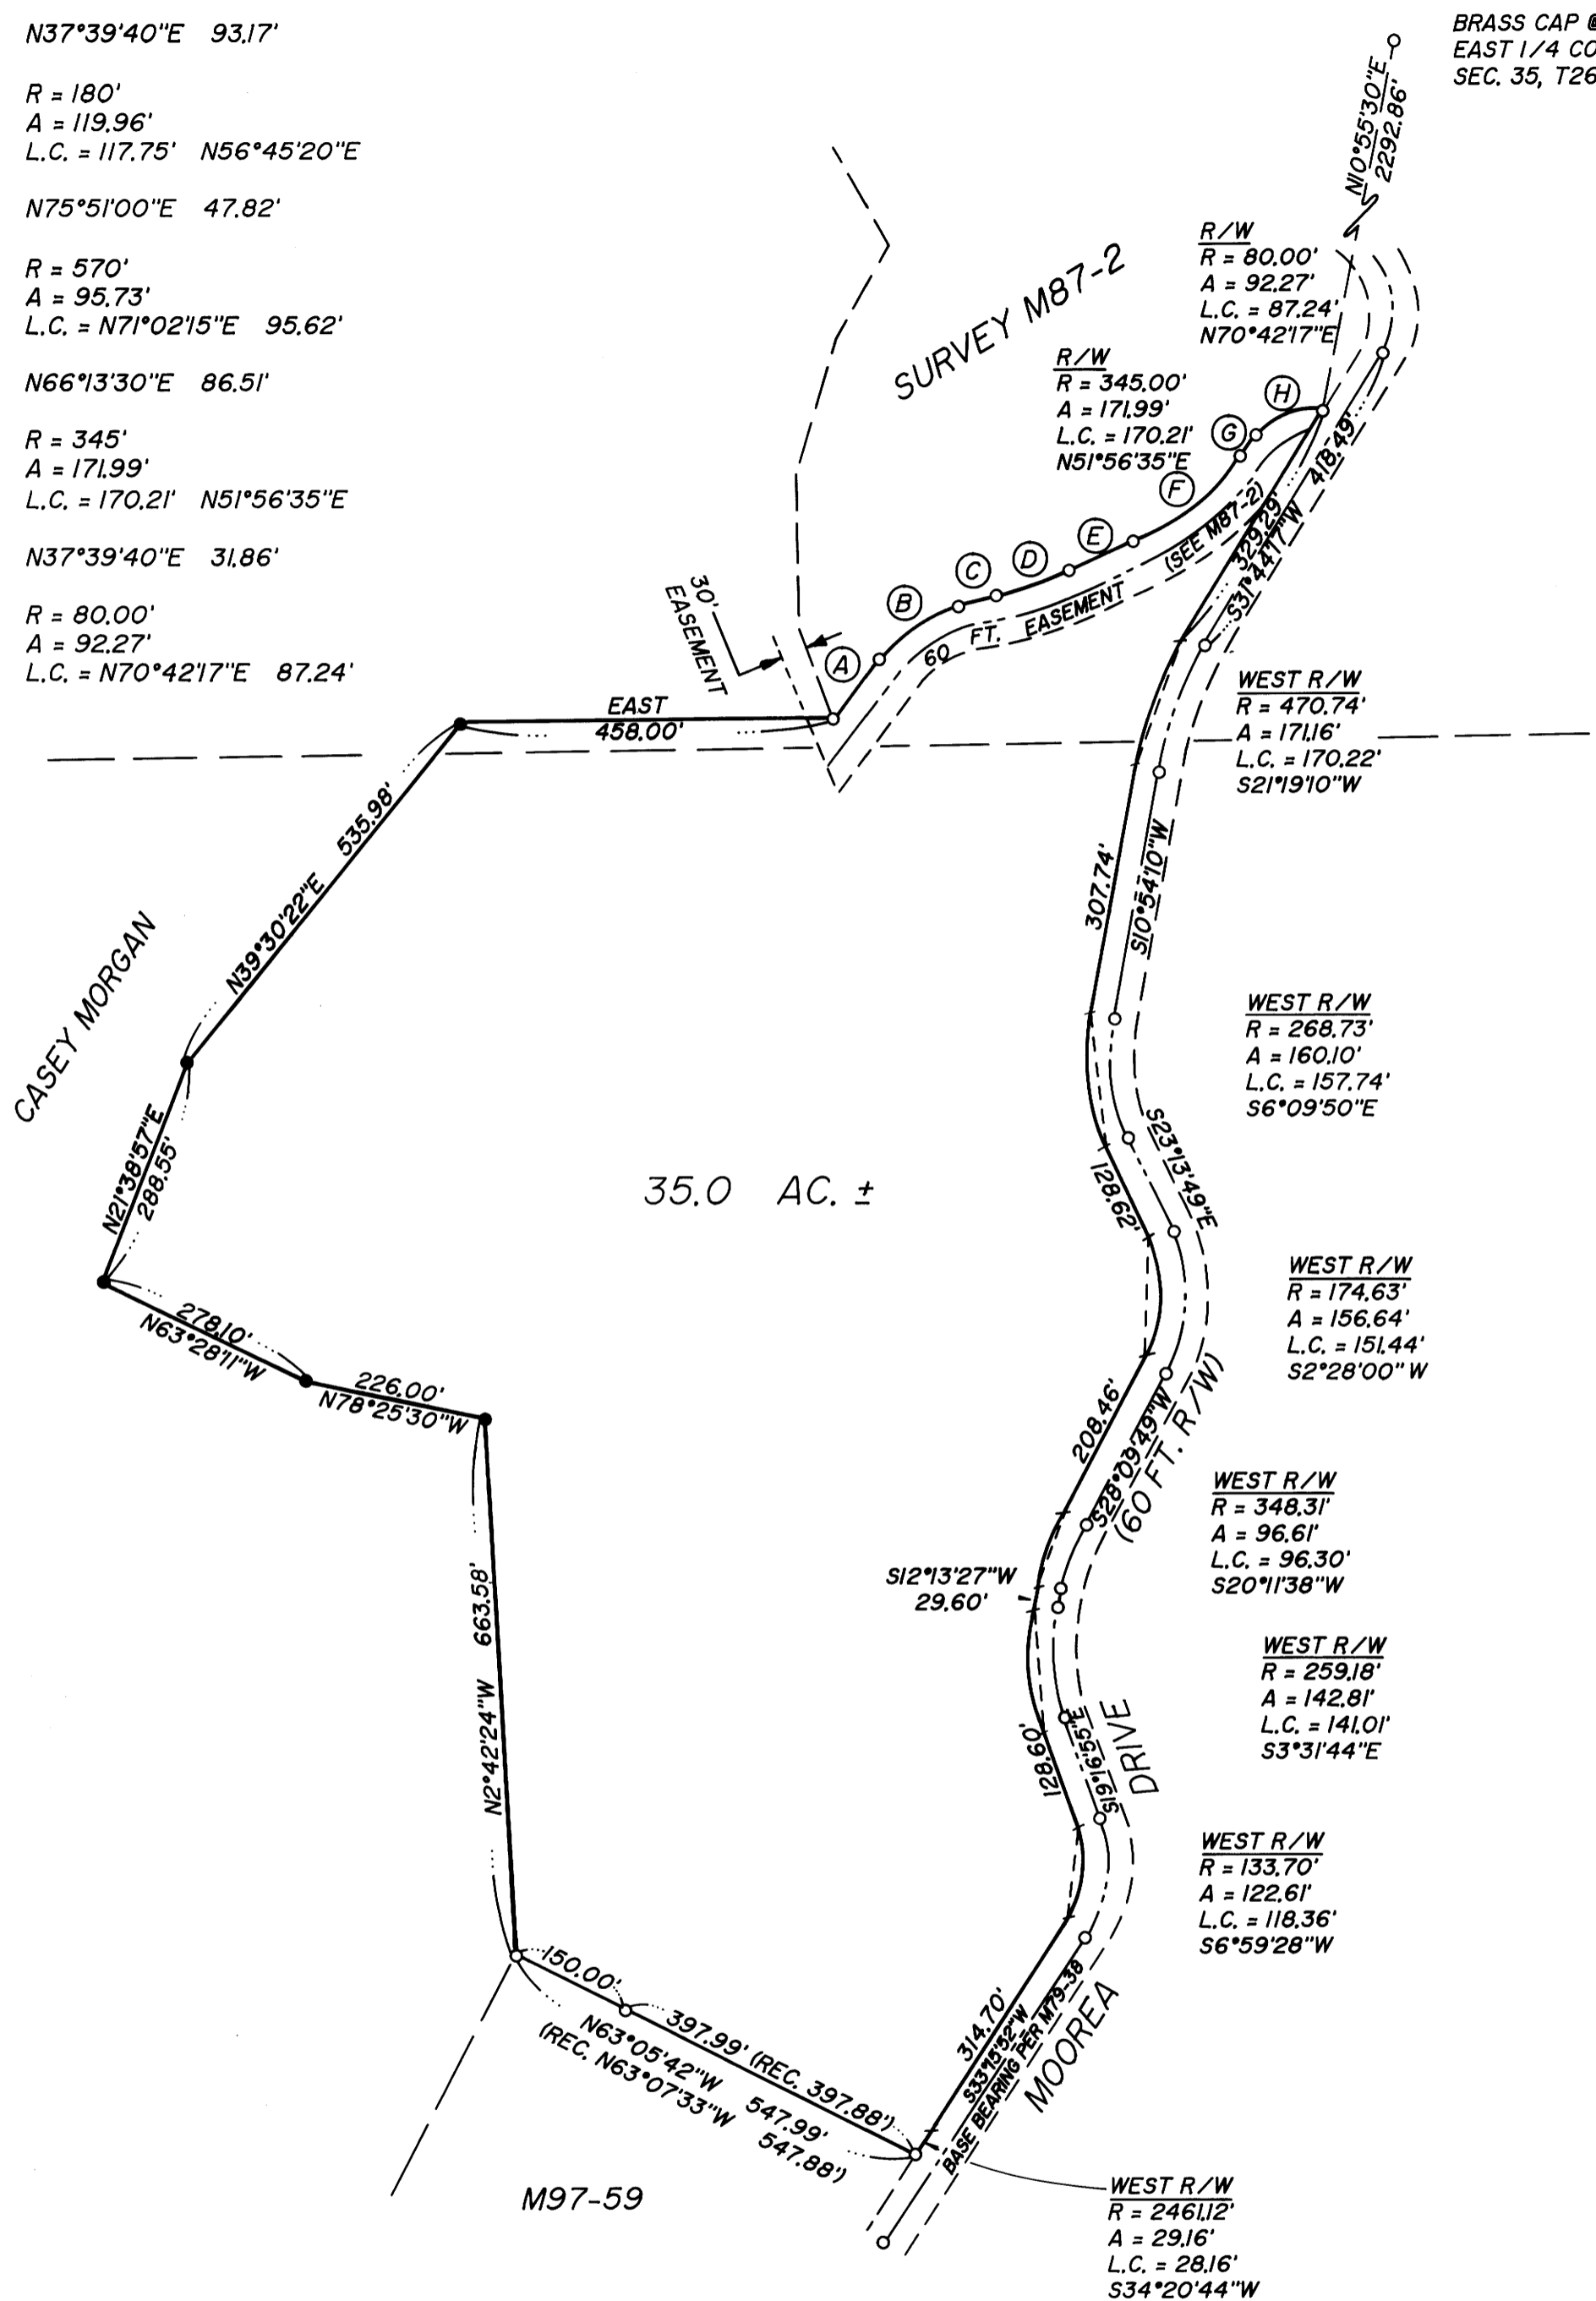 N37°39'40"E 93.17'
R = 180'
A = 119.96'
L.C. = 117.75' N56°45'20"E
N75°51'00"E 47.82'
R = 570'
A = 95.73'
L.C. = N71°02'15"E 95.62'
N66°13'30"E 86.51'
R = 345'
A = 171.99'
L.C. = 170.21' N51°56'35"E
N37°39'40"E 31.86'
R = 80.00'
A = 92.27'
L.C. = N70°42'17"E 87.24'
BRASS CAP @
EAST 1/4 CO
SEC. 35, T26
N10°55'30"E
2292.86'
SURVEY M87-2
R/W
R = 80.00'
A = 92.27'
L.C. = 87.24'
N70°42'17"E
R/W
R = 345.00'
A = 171.99'
L.C. = 170.21'
N51°56'35"E
H
G
F
E
D
C
B
A
418.49'
329.29'
S31°44'17"W
(SEE M87-2)
60 FT. EASEMENT
30'
EASEMENT
EAST
458.00'
WEST R/W
R = 470.74'
A = 171.16'
L.C. = 170.22'
S21°19'10"W
535.98'
N39°30'22"E
307.74'
S10°54'10"W
CASEY MORGAN
WEST R/W
R = 268.73'
A = 160.10'
L.C. = 157.74'
S6°09'50"E
N21°38'57"E
288.55'
35.0 AC. ±
S23°13'49"E
128.62'
WEST R/W
R = 174.63'
A = 156.64'
L.C. = 151.44'
S2°28'00"W
278.10'
N63°28'11"W
226.00'
N78°25'30"W
208.46'
S28°09'49"W
(60 FT. R/W)
WEST R/W
R = 348.31'
A = 96.61'
L.C. = 96.30'
S20°11'38"W
S12°13'27"W
29.60'
N2°42'24"W 663.58'
WEST R/W
R = 259.18'
A = 142.81'
L.C. = 141.01'
S3°31'44"E
128.60'
S19°16'55"E
DRIVE
WEST R/W
R = 133.70'
A = 122.61'
L.C. = 118.36'
S6°59'28"W
150.00'
397.99' (REC. 397.88')
N63°05'42"W 547.99'
(REC. N63°07'33"W 547.88')
314.70'
S33°15'52"W
BASE BEARING PER M79-38
MOOREA
M97-59
WEST R/W
R = 2461.12'
A = 29.16'
L.C. = 28.16'
S34°20'44"W